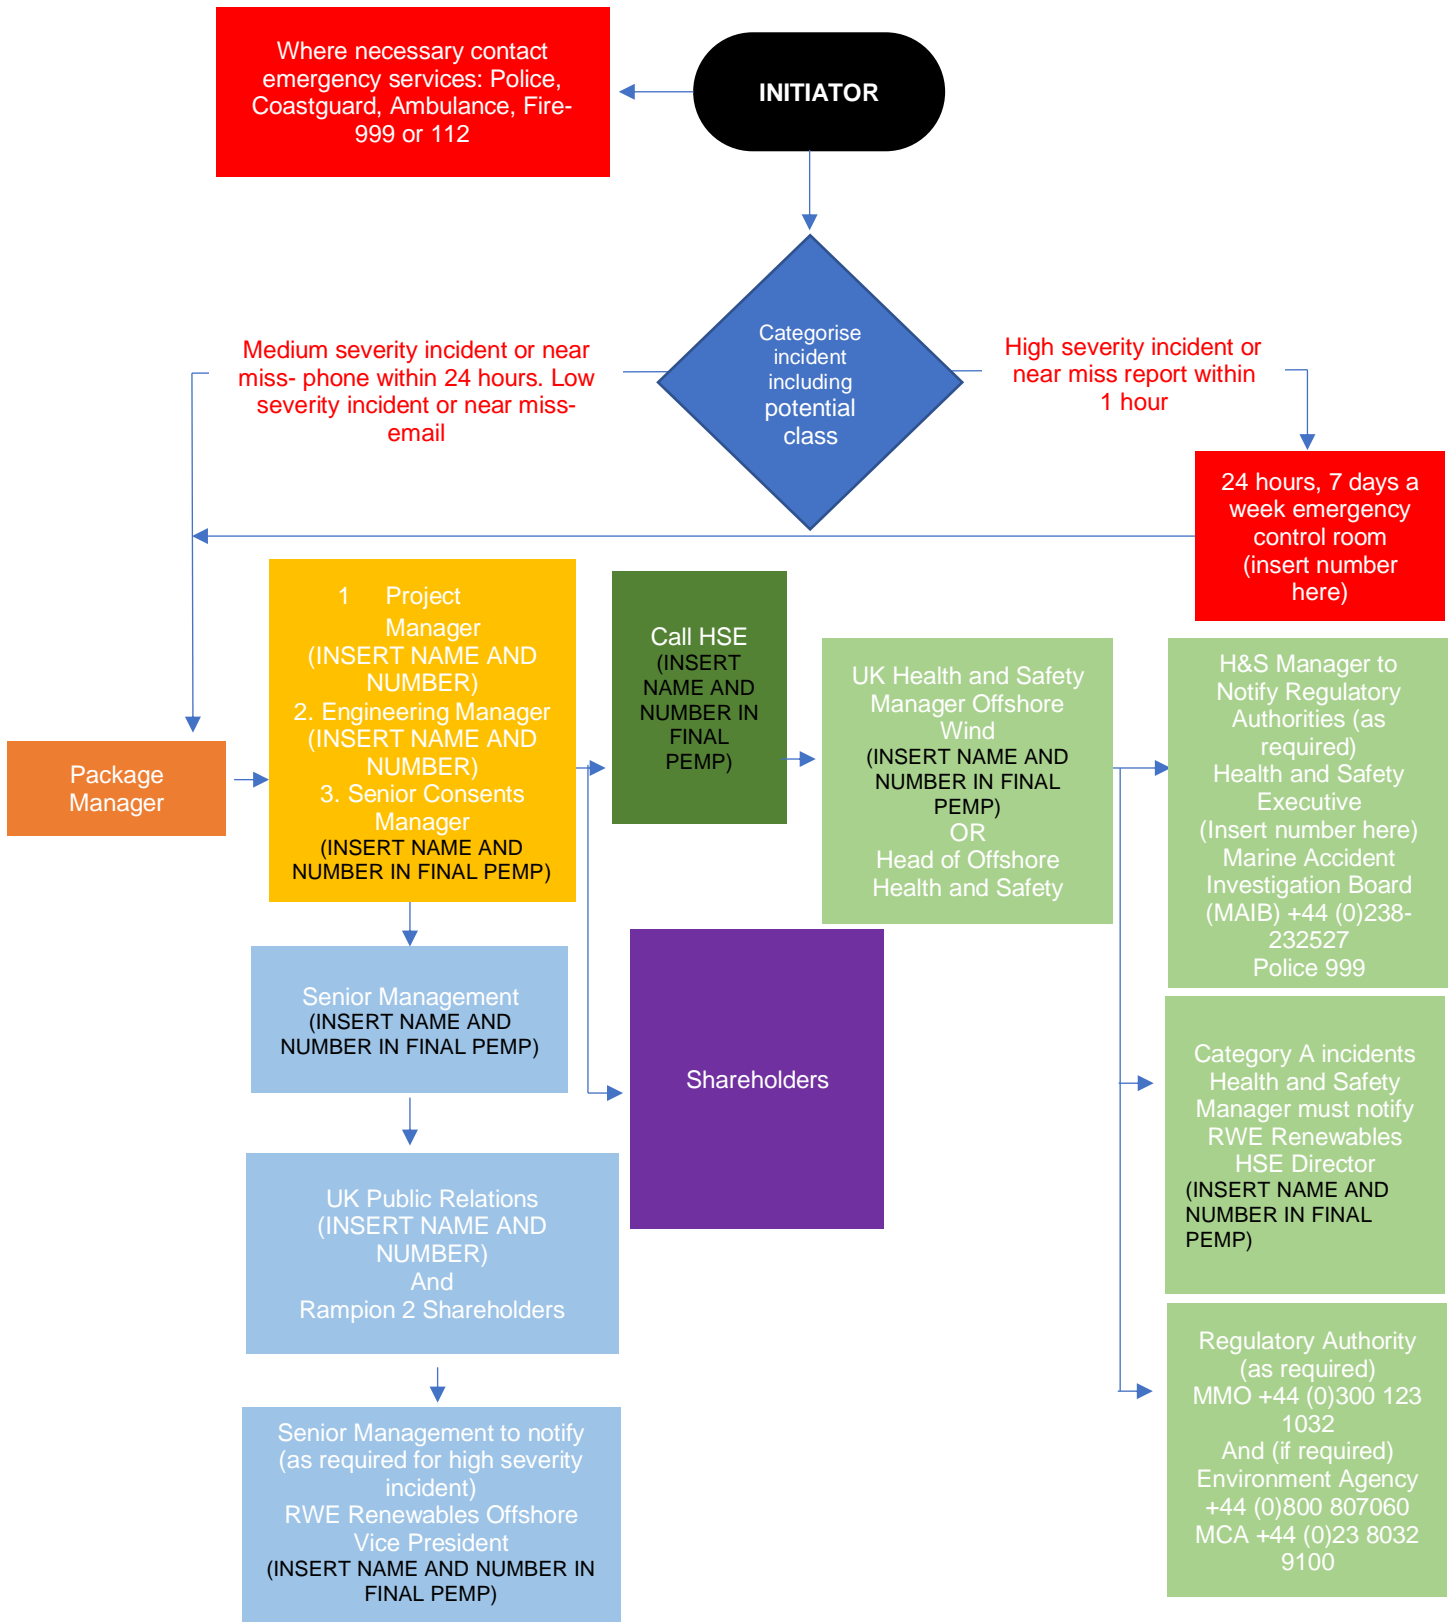 Where necessary contact
emergency services: Police,
Coastguard, Ambulance, Fire-
999 or 112
INITIATOR
Categorise
incident
including
potential
class
Medium severity incident or near
miss- phone within 24 hours. Low
severity incident or near miss-
email
High severity incident or
near miss report within
1 hour
24 hours, 7 days a
week emergency
control room
(insert number
here)
Package
Manager
1 Project
Manager
(INSERT NAME AND
NUMBER)
2. Engineering Manager
(INSERT NAME AND
NUMBER)
3. Senior Consents
Manager
(INSERT NAME AND
NUMBER IN FINAL PEMP)
Call HSE
(INSERT
NAME AND
NUMBER IN
FINAL
PEMP)
UK Health and Safety
Manager Offshore
Wind
(INSERT NAME AND
NUMBER IN FINAL
PEMP)
OR
Head of Offshore
Health and Safety
H&S Manager to
Notify Regulatory
Authorities (as
required)
Health and Safety
Executive
(Insert number here)
Marine Accident
Investigation Board
(MAIB) +44 (0)238-
232527
Police 999
Senior Management
(INSERT NAME AND
NUMBER IN FINAL PEMP)
Shareholders
Category A incidents
Health and Safety
Manager must notify
RWE Renewables
HSE Director
(INSERT NAME AND
NUMBER IN FINAL
PEMP)
UK Public Relations
(INSERT NAME AND
NUMBER)
And
Rampion 2 Shareholders
Regulatory Authority
(as required)
MMO +44 (0)300 123
1032
And (if required)
Environment Agency
+44 (0)800 807060
MCA +44 (0)23 8032
9100
Senior Management to notify
(as required for high severity
incident)
RWE Renewables Offshore
Vice President
(INSERT NAME AND NUMBER IN
FINAL PEMP)